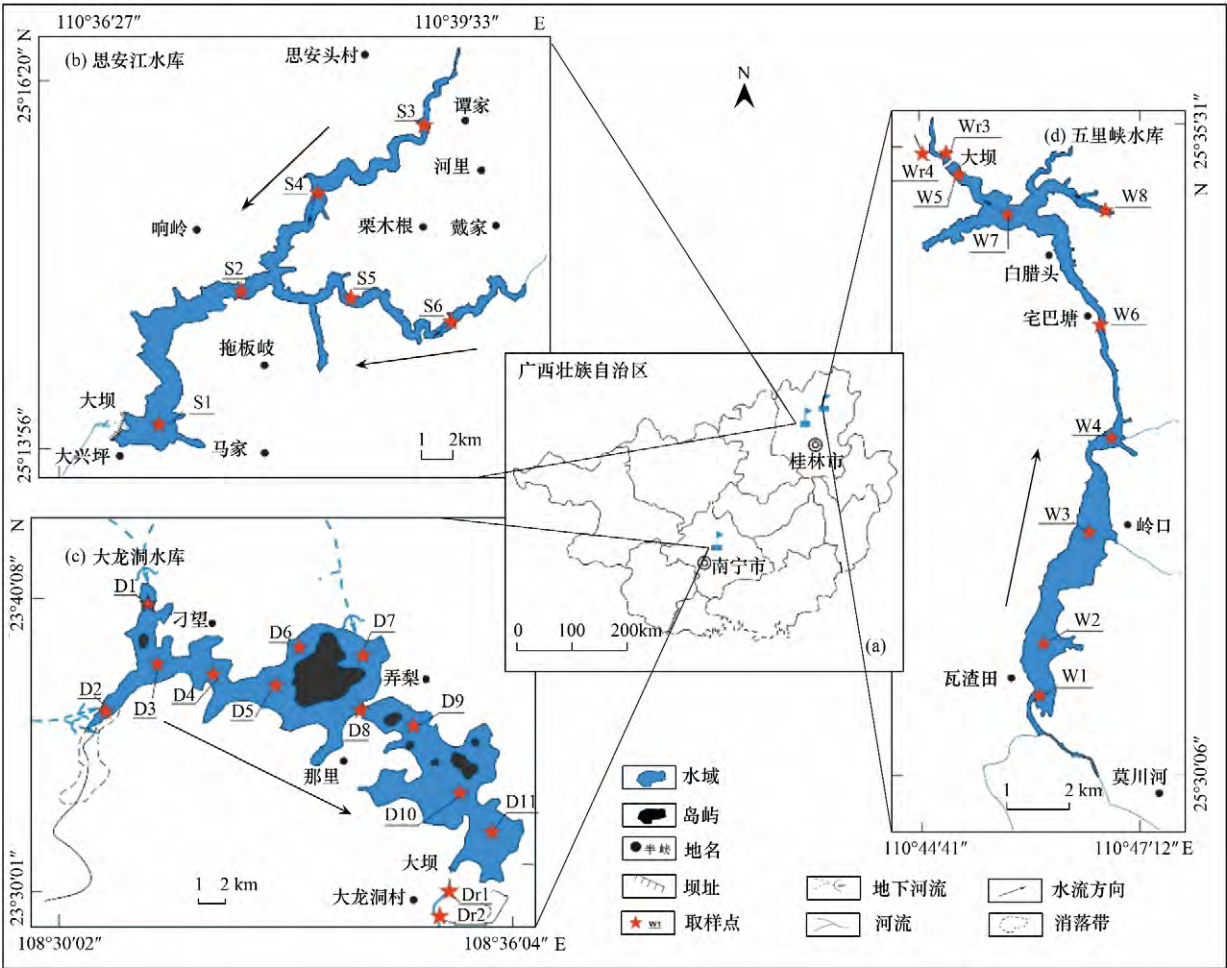 110°36′27″
110°39′33″
E
25°16′20″ N
(b) 思安江水库
思安头村
S3
谭家
河里
S4
响岭
栗木根
戴家
S2
S5
S6
拖板岐
大坝
S1
25°13′56″
大兴坪
马家
1 2km
N
25°35′31″
N
Wr3
(d) 五里峡水库
大坝
Wr4
W5
W8
W7
白腊头
宅巴塘
W6
W4
W3
岭口
W2
瓦渣田
W1
莫川河
1 2 km
25°30′06″
110°44′41″
110°47′12″ E
广西壮族自治区
桂林市
南宁市
0 100 200km
(a)
N
(c) 大龙洞水库
23°40′08″
D1
刁望
D6
D7
弄梨
D2
D3
D4
D5
D8
D9
那里
D10
D11
大坝
1 2 km
大龙洞村
Dr1
Dr2
23°30′01″
108°30′02″
108°36′04″ E
水域
岛屿
半峡 地名
坝址
W1 取样点
地下河流
水流方向
河流
消落带